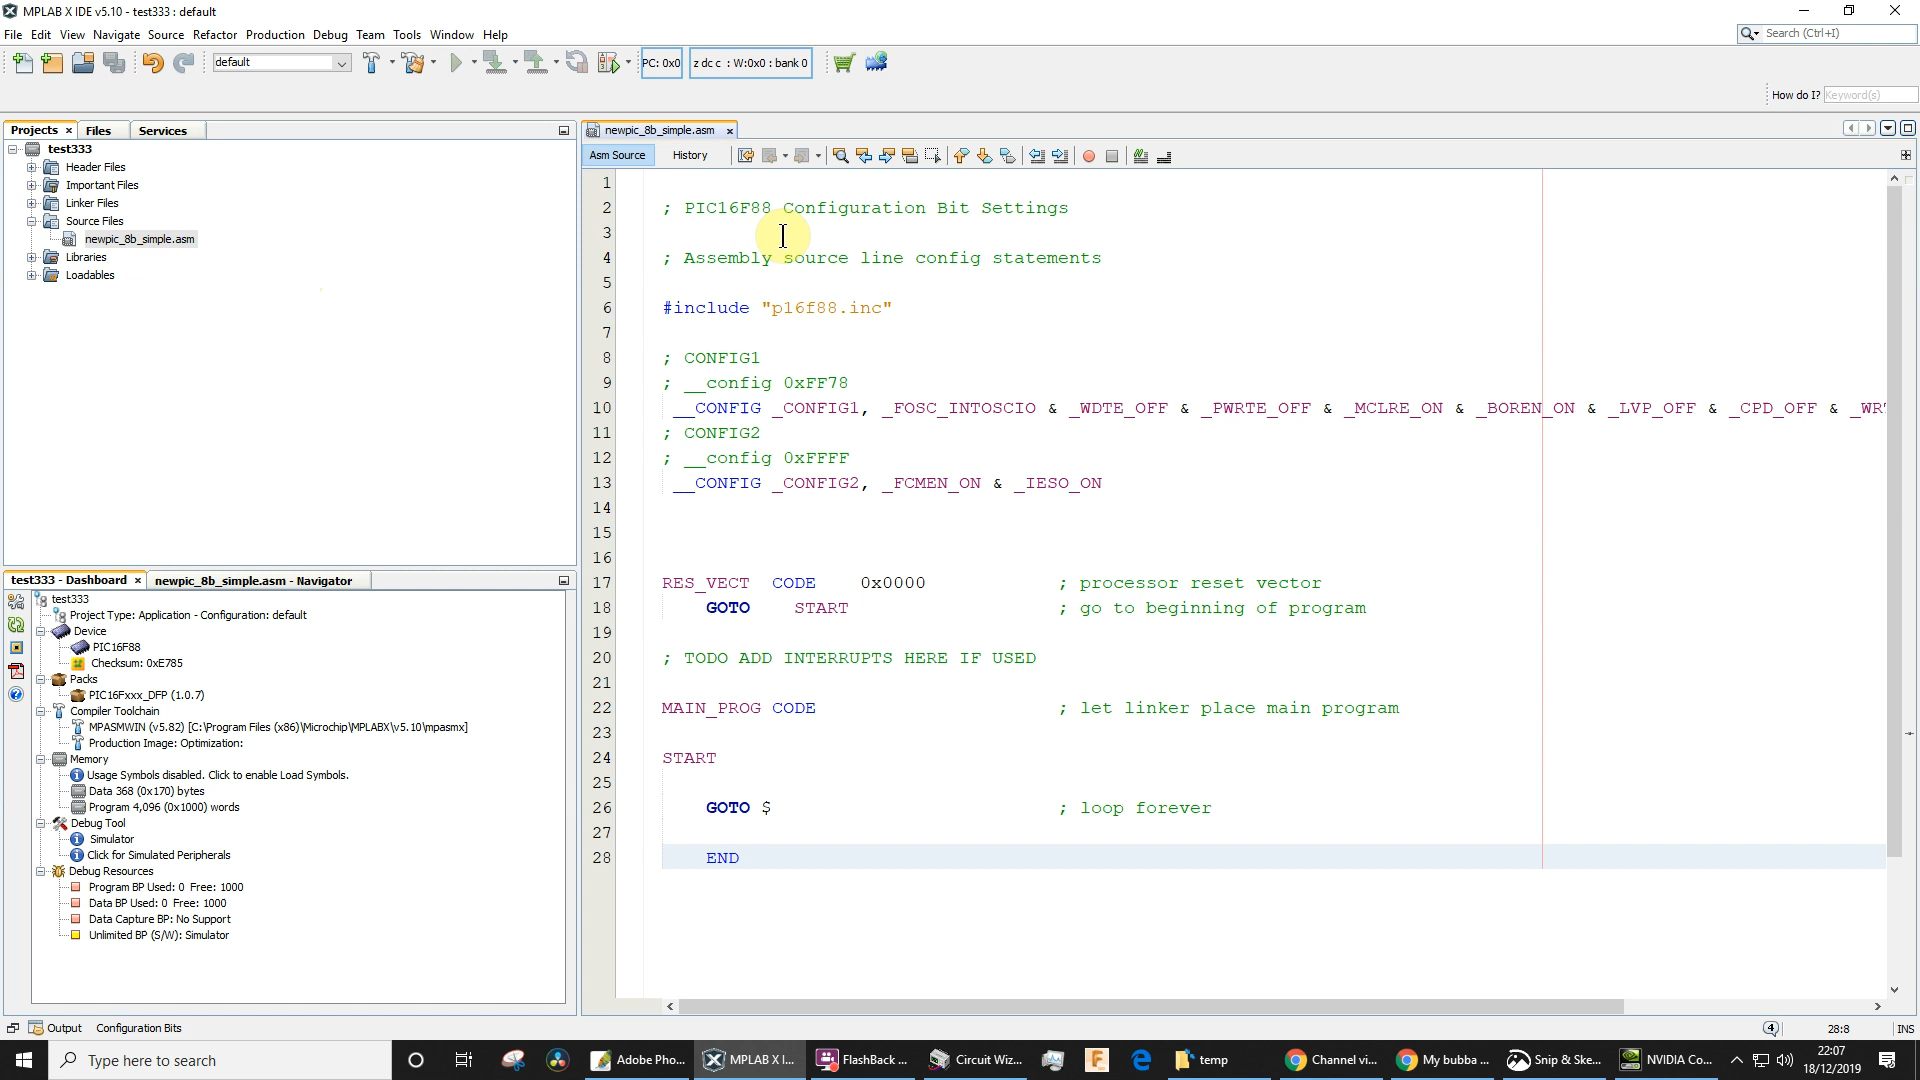 MPLAB X IDE v5.10 - test333 : default
File Edit View Navigate Source Refactor Production Debug Team Tools Window Help
Search (Ctrl+I)
default
PC: 0x0
z dc c : W:0x0 : bank 0
How do I? Keyword(s)
Projects Files Services
test333
Header Files
Important Files
Linker Files
Source Files
newpic_8b_simple.asm
Libraries
Loadables
test333 - Dashboard newpic_8b_simple.asm - Navigator
test333
Project Type: Application - Configuration: default
Device
PIC16F88
Checksum: 0xE785
Packs
PIC16Fxxx_DFP (1.0.7)
Compiler Toolchain
MPASMWIN (v5.82) [C:\Program Files (x86)\Microchip\MPLABX\v5.10\mpasmx]
Production Image: Optimization:
Memory
Usage Symbols disabled. Click to enable Load Symbols.
Data 368 (0x170) bytes
Program 4,096 (0x1000) words
Debug Tool
Simulator
Click for Simulated Peripherals
Debug Resources
Program BP Used: 0 Free: 1000
Data BP Used: 0 Free: 1000
Data Capture BP: No Support
Unlimited BP (S/W): Simulator
newpic_8b_simple.asm
Asm Source History
1
2 ; PIC16F88 Configuration Bit Settings
3
4 ; Assembly source line config statements
5
6 #include "p16f88.inc"
7
8 ; CONFIG1
9 ; __config 0xFF78
10 __CONFIG _CONFIG1, _FOSC_INTOSCIO & _WDTE_OFF & _PWRTE_OFF & _MCLRE_ON & _BOREN_ON & _LVP_OFF & _CPD_OFF & _WR
11 ; CONFIG2
12 ; __config 0xFFFF
13 __CONFIG _CONFIG2, _FCMEN_ON & _IESO_ON
14
15
16
17 RES_VECT CODE 0x0000 ; processor reset vector
18 GOTO START ; go to beginning of program
19
20 ; TODO ADD INTERRUPTS HERE IF USED
21
22 MAIN_PROG CODE ; let linker place main program
23
24 START
25
26 GOTO $ ; loop forever
27
28 END
Output Configuration Bits
4
28:8
INS
Type here to search
Adobe Pho...
MPLAB X I...
FlashBack ...
Circuit Wiz...
temp
Channel vi...
My bubba ...
Snip & Ske...
NVIDIA Co...
22:07
18/12/2019